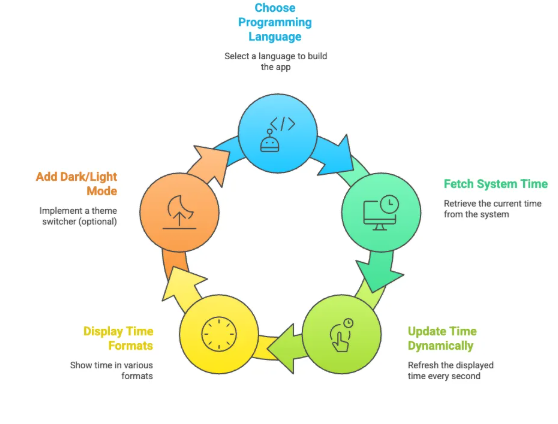 Choose
Programming
Language
Select a language to build
the app
</>
Fetch System Time
Retrieve the current time
from the system
Update Time
Dynamically
Refresh the displayed
time every second
Display Time
Formats
Show time in various
formats
Add Dark/Light
Mode
Implement a theme
switcher (optional)